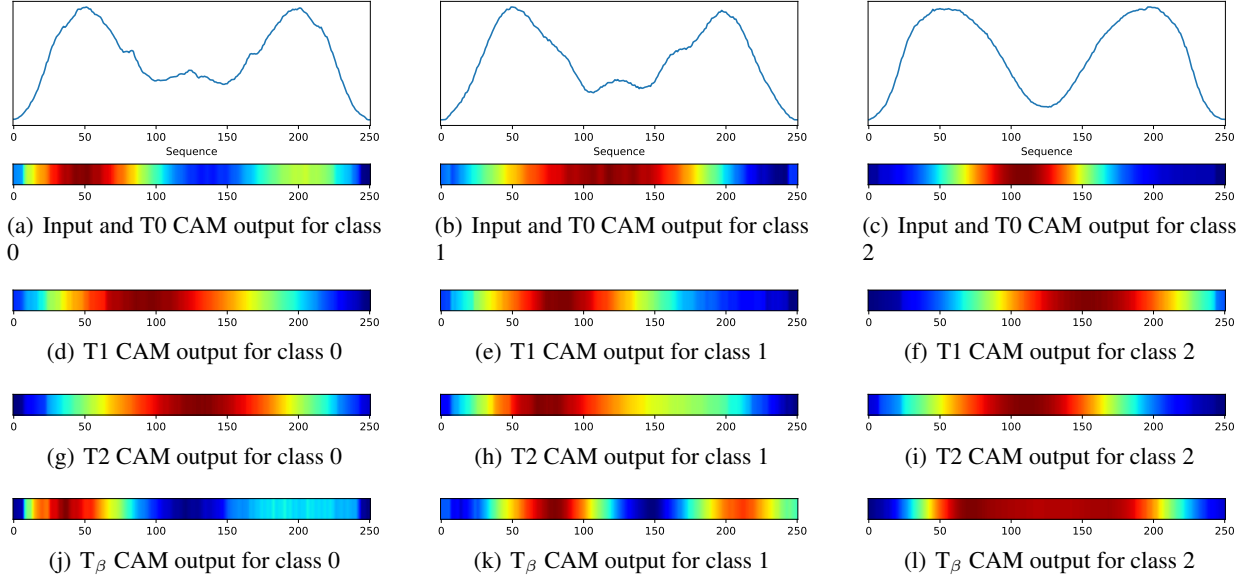 0 50 100 150 200 250
Sequence
0 50 100 150 200 250
0 50 100 150 200 250
Sequence
0 50 100 150 200 250
0 50 100 150 200 250
0 50 100 150 200 250
(a) Input and T0 CAM output for class
0
(b) Input and T0 CAM output for class
1
(c) Input and T0 CAM output for class
2
0 50 100 150 200 250
0 50 100 150 200 250
0 50 100 150 200 250
(d) T1 CAM output for class 0
(e) T1 CAM output for class 1
(f) T1 CAM output for class 2
0 50 100 150 200 250
0 50 100 150 200 250
0 50 100 150 200 250
(g) T2 CAM output for class 0
(h) T2 CAM output for class 1
(i) T2 CAM output for class 2
0 50 100 150 200 250
0 50 100 150 200 250
0 50 100 150 200 250
(j) Tβ CAM output for class 0
(k) Tβ CAM output for class 1
(l) Tβ CAM output for class 2